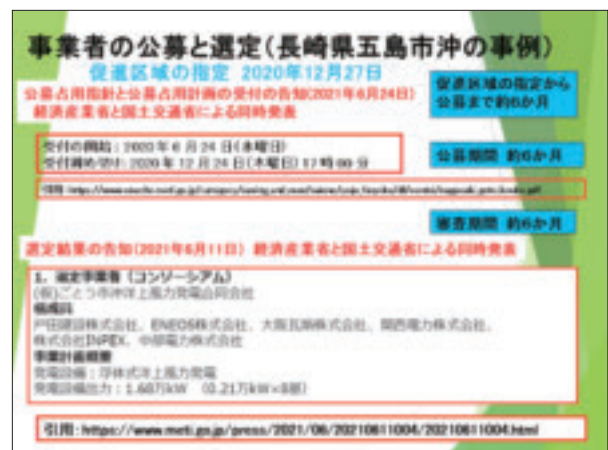 事業者の公募と選定(長崎県五島市沖の事例)
促進区域の指定 2020年12月27日
公募占用指針と公募占用計画の受付の告知(2021年6月24日)
経済産業省と国土交通省による同時発表
促進区域の指定から
公募まで約6か月
受付の開始:2020年6月24日(水曜日)
受付締め切り:2020年12月24日(木曜日)17時00分
公募期間 約6か月
引用:
審査期間 約6か月
選定結果の告知(2021年6月11日) 経済産業省と国土交通省による同時発表
1. 選定事業者(コンソーシアム)
(仮)ごとう市沖洋上風力発電合同会社
構成員
戸田建設株式会社、ENEOS株式会社、大阪瓦斯株式会社、関西電力株式会社、
株式会社INPEX、中部電力株式会社
事業計画概要
発電設備:浮体式洋上風力発電
発電設備出力:1.68万kW (0.21万kW×8基)
引用:https://www.meti.go.jp/press/2021/06/20210611004/20210611004.html